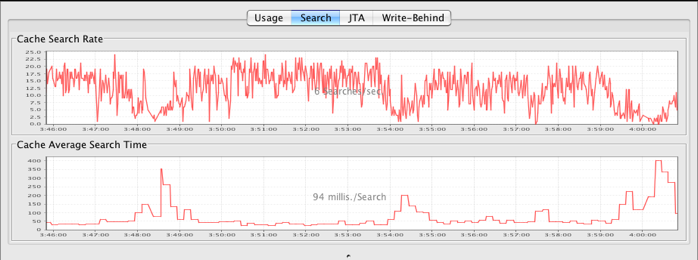 Usage Search JTA Write-Behind
Cache Search Rate
25.0
22.5
20.0
17.5
15.0
12.5
10.0
7.5
5.0
2.5
0.0
6 searches/sec.
3:46:00 3:47:00 3:48:00 3:49:00 3:50:00 3:51:00 3:52:00 3:53:00 3:54:00 3:55:00 3:56:00 3:57:00 3:58:00 3:59:00 4:00:00
Cache Average Search Time
400
350
300
250
200
150
100
50
0
94 millis./Search
3:46:00 3:47:00 3:48:00 3:49:00 3:50:00 3:51:00 3:52:00 3:53:00 3:54:00 3:55:00 3:56:00 3:57:00 3:58:00 3:59:00 4:00:00